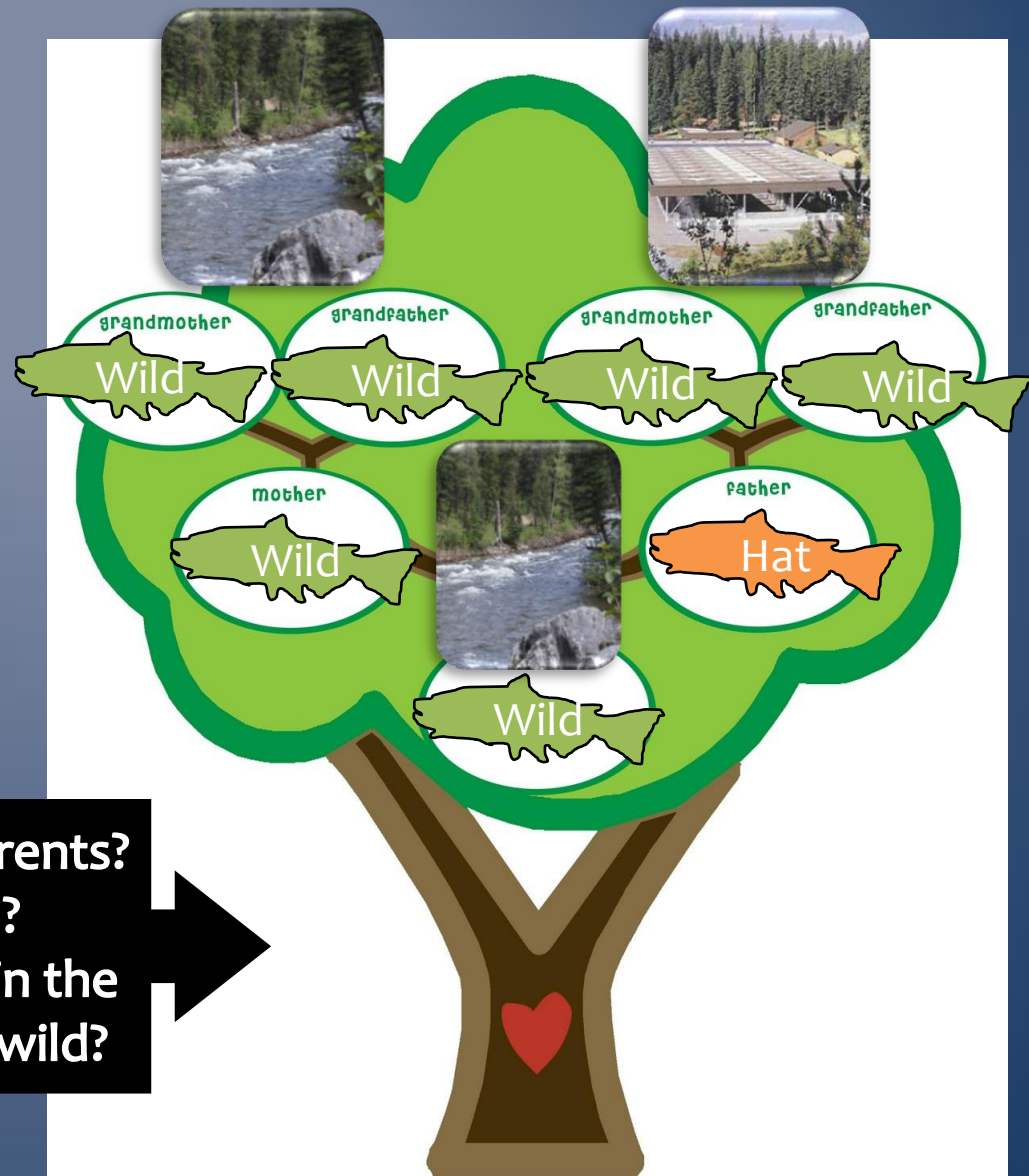 grandmother grandfather grandmother grandfather
Wild Wild Wild Wild
mother father
Wild Hat
Wild
rents?
?
in the
wild?